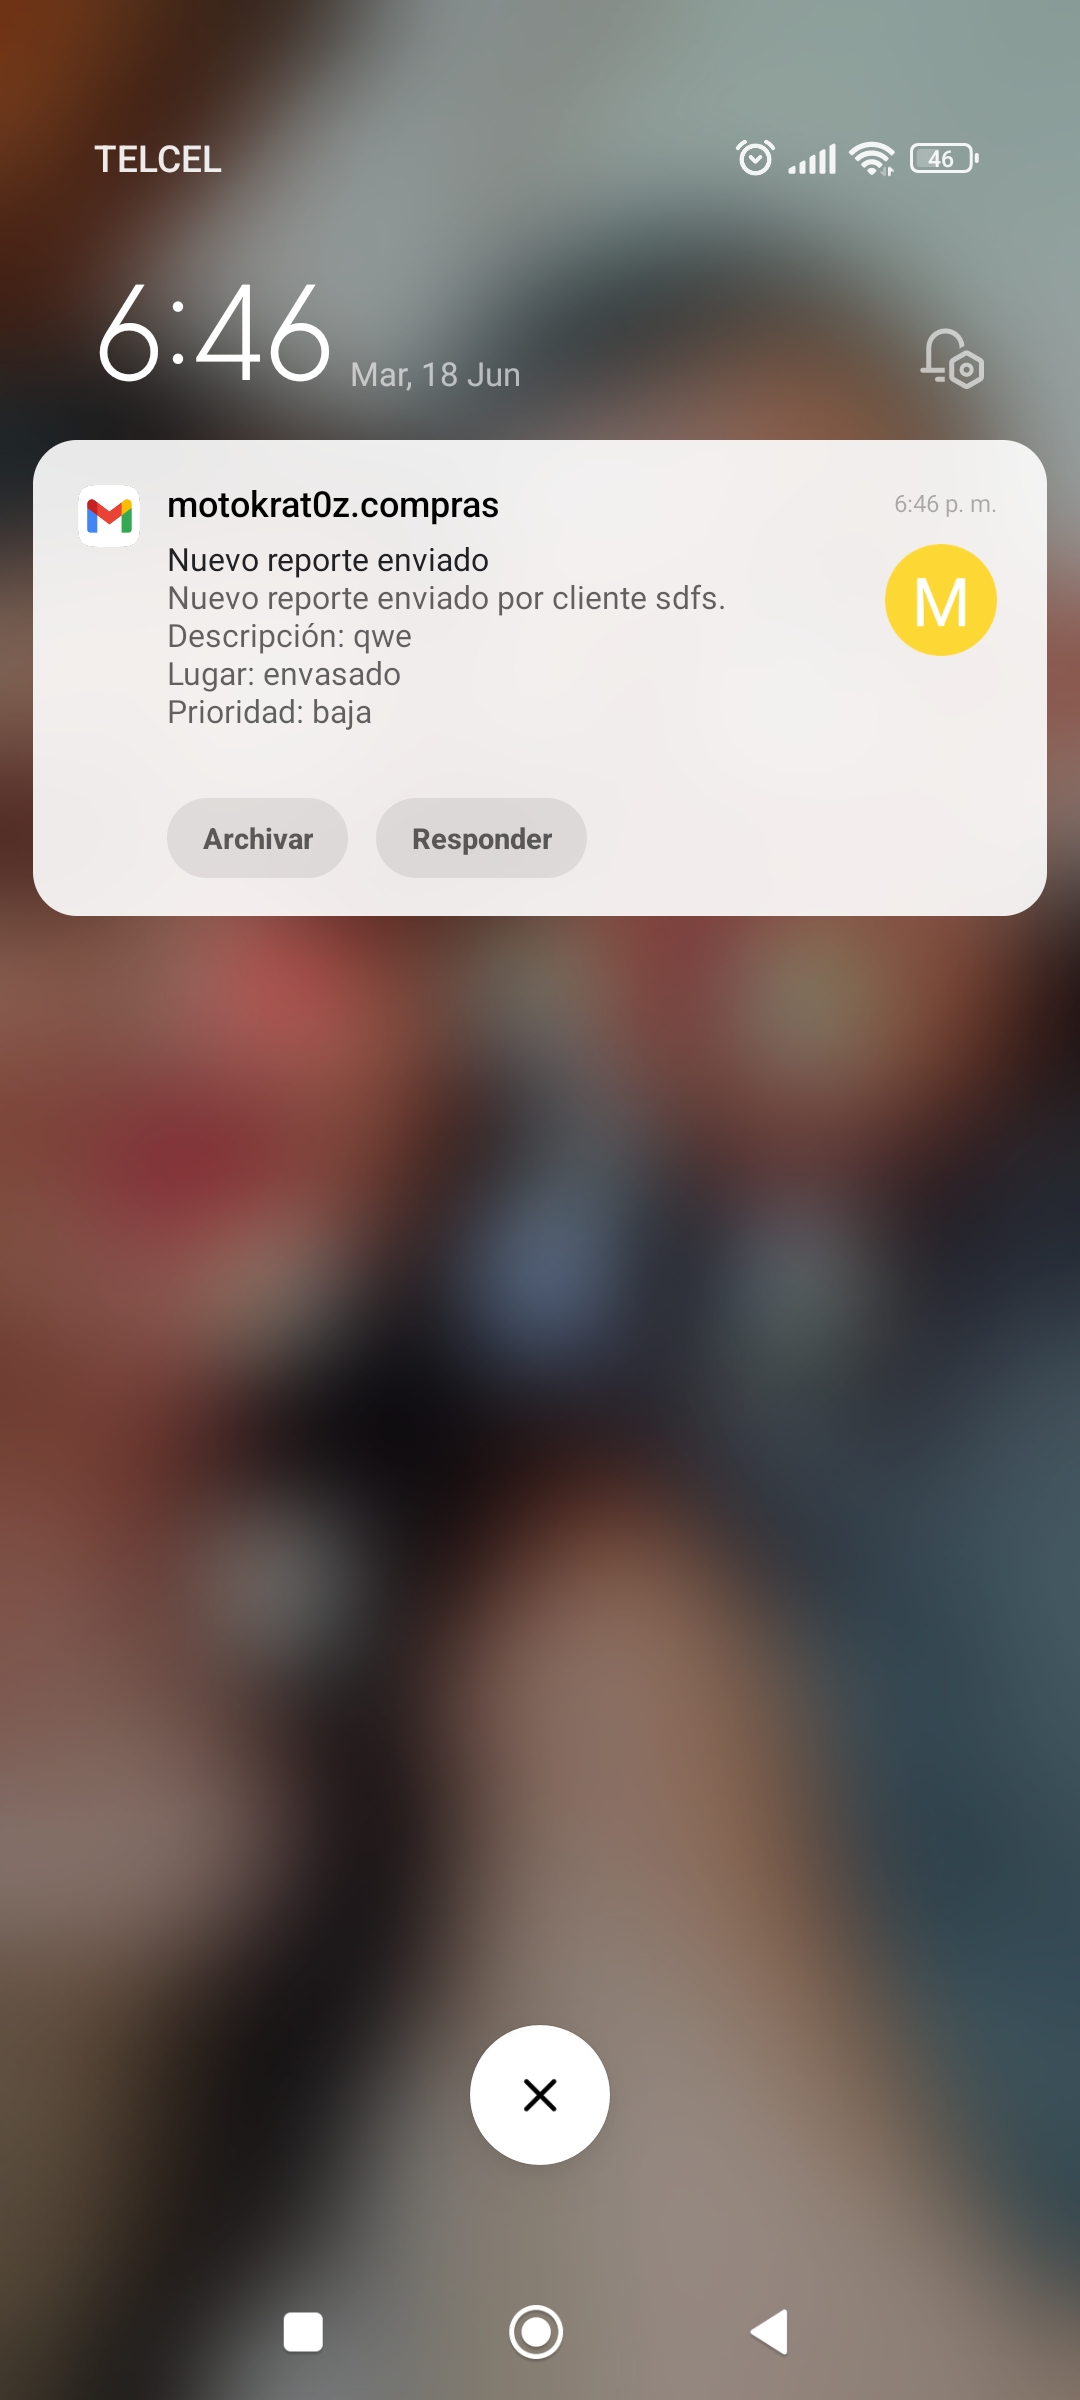 TELCEL
46
6:46 Mar, 18 Jun
motokrat0z.compras
6:46 p. m.
Nuevo reporte enviado
Nuevo reporte enviado por cliente sdfs.
Descripción: qwe
Lugar: envasado
Prioridad: baja
M
Archivar
Responder